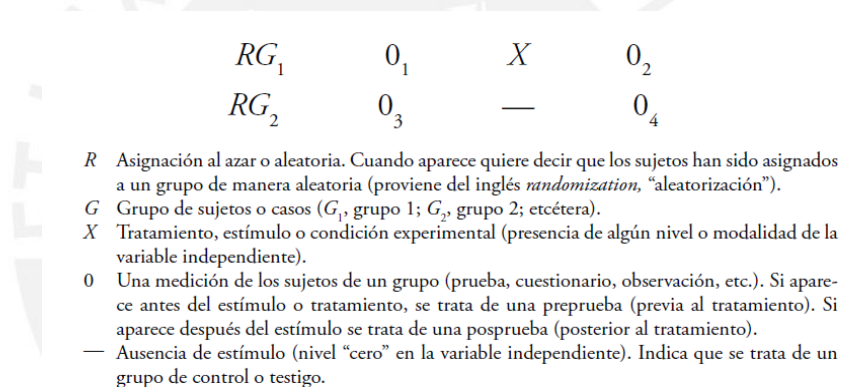 RG₁ 0₁ X 0₂
RG₂ 0₃ — 0₄
R Asignación al azar o aleatoria. Cuando aparece quiere decir que los sujetos han sido asignados
a un grupo de manera aleatoria (proviene del inglés randomization, “aleatorización”).
G Grupo de sujetos o casos (G₁, grupo 1; G₂, grupo 2; etcétera).
X Tratamiento, estímulo o condición experimental (presencia de algún nivel o modalidad de la
variable independiente).
0 Una medición de los sujetos de un grupo (prueba, cuestionario, observación, etc.). Si apare-
ce antes del estímulo o tratamiento, se trata de una preprueba (previa al tratamiento). Si
aparece después del estímulo se trata de una posprueba (posterior al tratamiento).
— Ausencia de estímulo (nivel “cero” en la variable independiente). Indica que se trata de un
grupo de control o testigo.